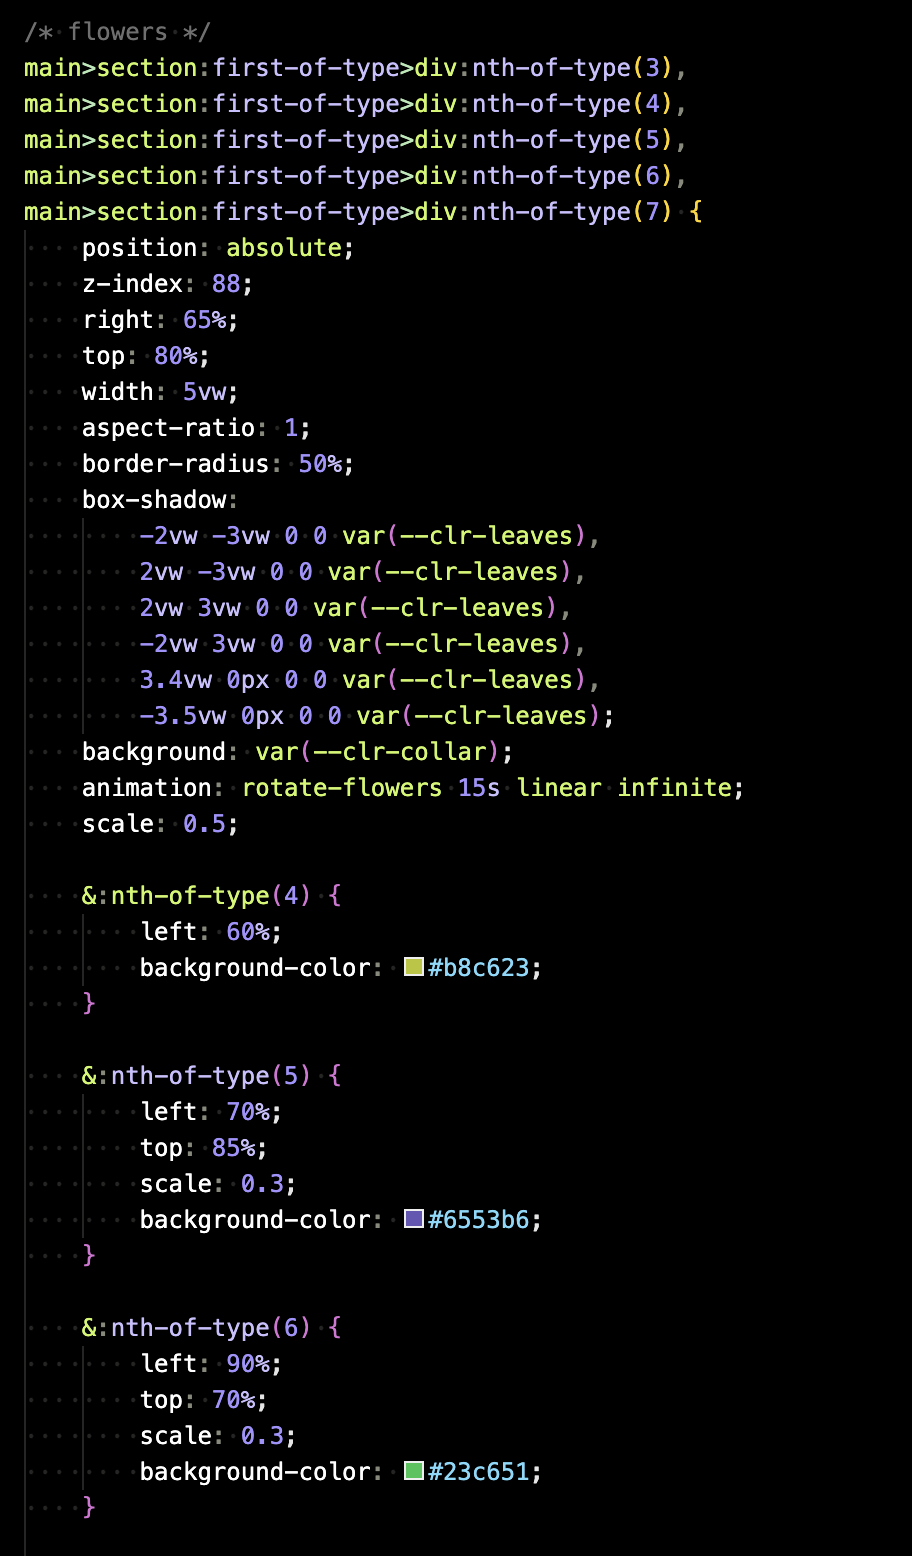 /* flowers */
main>section:first-of-type>div:nth-of-type(3),
main>section:first-of-type>div:nth-of-type(4),
main>section:first-of-type>div:nth-of-type(5),
main>section:first-of-type>div:nth-of-type(6),
main>section:first-of-type>div:nth-of-type(7) {
    position: absolute;
    z-index: 88;
    right: 65%;
    top: 80%;
    width: 5vw;
    aspect-ratio: 1;
    border-radius: 50%;
    box-shadow:
        -2vw -3vw 0 0 var(--clr-leaves),
        2vw -3vw 0 0 var(--clr-leaves),
        2vw 3vw 0 0 var(--clr-leaves),
        -2vw 3vw 0 0 var(--clr-leaves),
        3.4vw 0px 0 0 var(--clr-leaves),
        -3.5vw 0px 0 0 var(--clr-leaves);
    background: var(--clr-collar);
    animation: rotate-flowers 15s linear infinite;
    scale: 0.5;

    &:nth-of-type(4) {
        left: 60%;
        background-color: #b8c623;
    }

    &:nth-of-type(5) {
        left: 70%;
        top: 85%;
        scale: 0.3;
        background-color: #6553b6;
    }

    &:nth-of-type(6) {
        left: 90%;
        top: 70%;
        scale: 0.3;
        background-color: #23c651;
    }